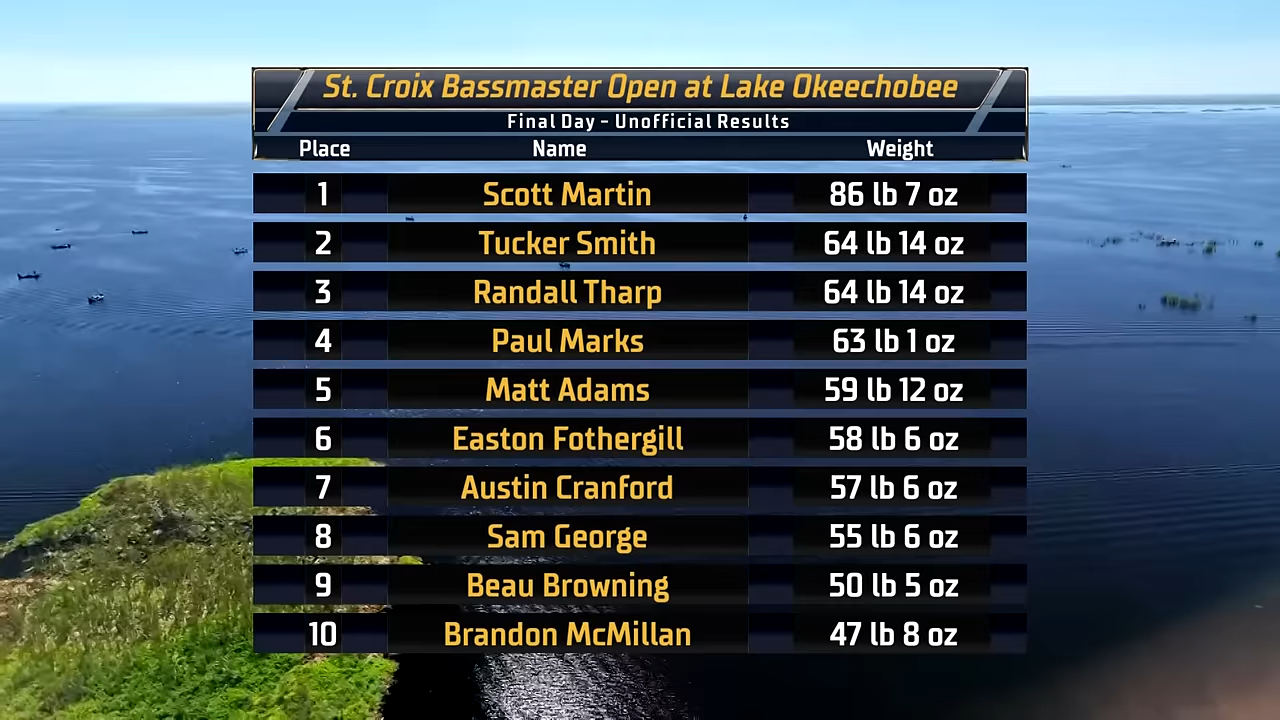 St. Croix Bassmaster Open at Lake Okeechobee
Final Day - Unofficial Results
Place Name Weight
1 Scott Martin 86 lb 7 oz
2 Tucker Smith 64 lb 14 oz
3 Randall Tharp 64 lb 14 oz
4 Paul Marks 63 lb 1 oz
5 Matt Adams 59 lb 12 oz
6 Easton Fothergill 58 lb 6 oz
7 Austin Cranford 57 lb 6 oz
8 Sam George 55 lb 6 oz
9 Beau Browning 50 lb 5 oz
10 Brandon McMillan 47 lb 8 oz